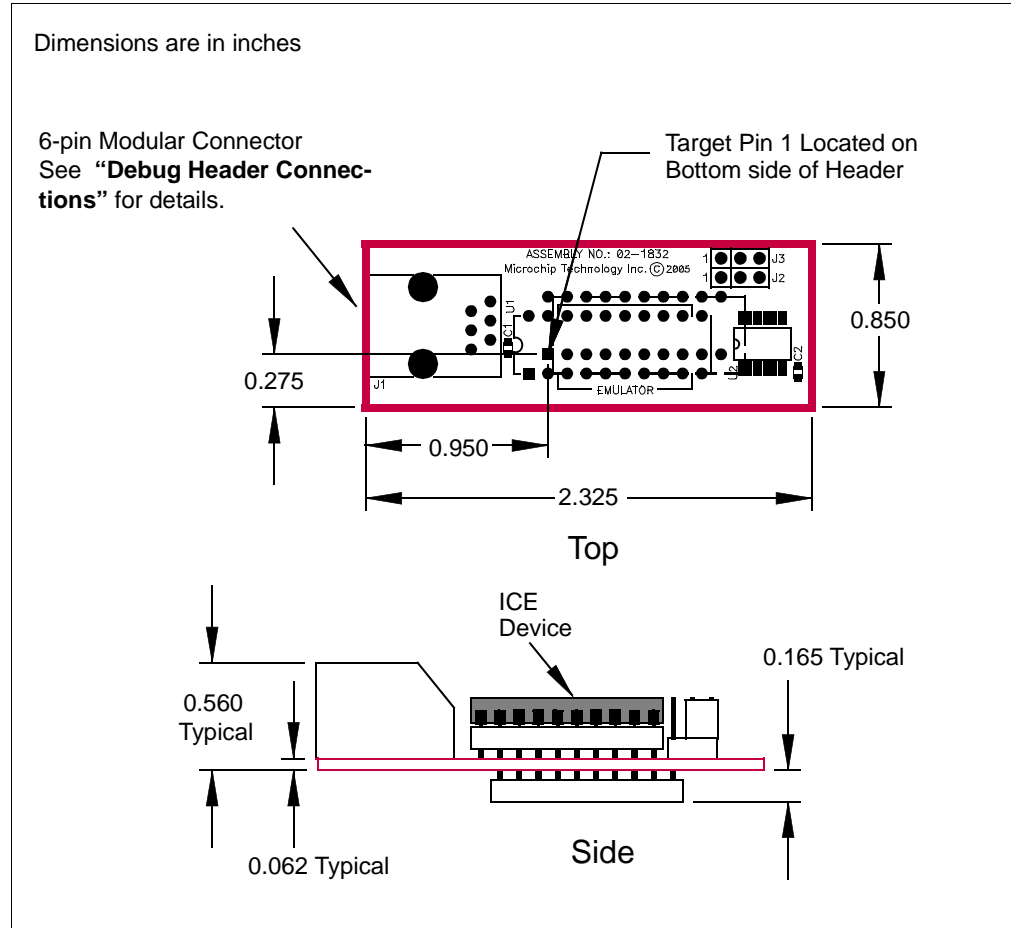 Dimensions are in inches
6-pin Modular Connector
See “Debug Header Connec-
tions” for details.
Target Pin 1 Located on
Bottom side of Header
ASSEMBLY NO.: 02-1832
Microchip Technology Inc. © 2005
1 J3
1 J2
U1
C1
J1
U2
C2
EMULATOR
0.850
0.275
0.950
2.325
Top
ICE
Device
0.165 Typical
0.560
Typical
0.062 Typical
Side